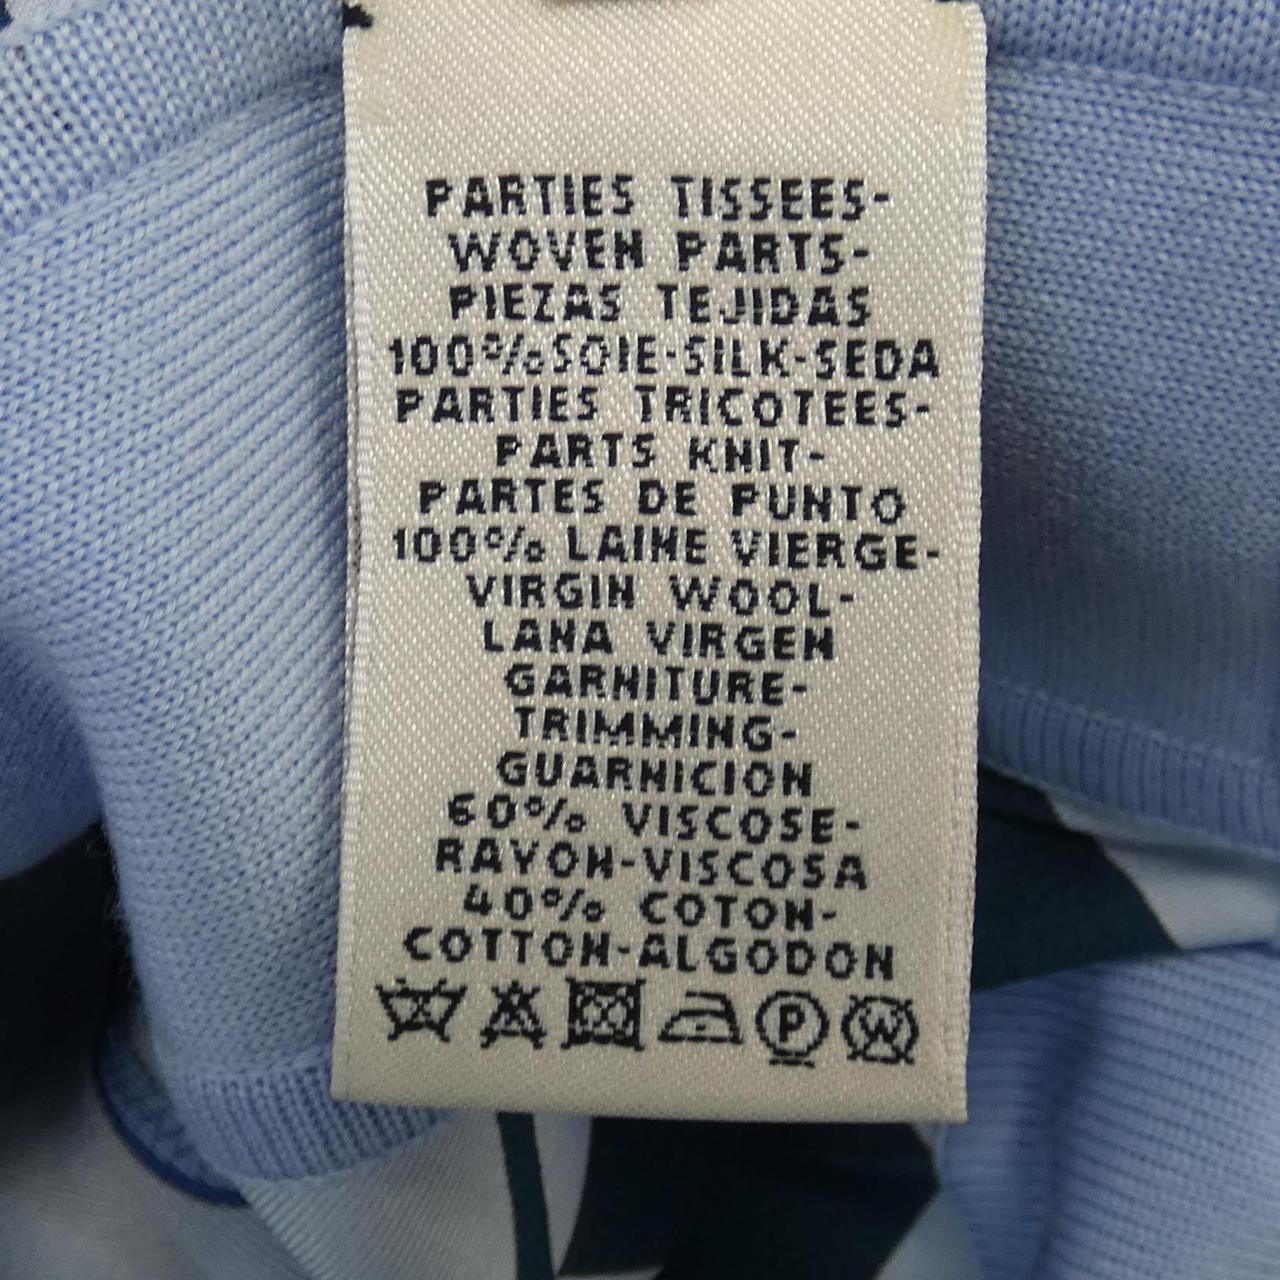 PARTIES TISSEES-
WOVEN PARTS-
PIEZAS TEJIDAS
100%SOIE-SILK-SEDA
PARTIES TRICOTEES-
PARTS KNIT-
PARTES DE PUNTO
100% LAINE VIERGE-
VIRGIN WOOL-
LANA VIRGEN
GARNITURE-
TRIMMING-
GUARNICION
60% VISCOSE-
RAYON-VISCOSA
40% COTON-
COTTON-ALGODON
P W